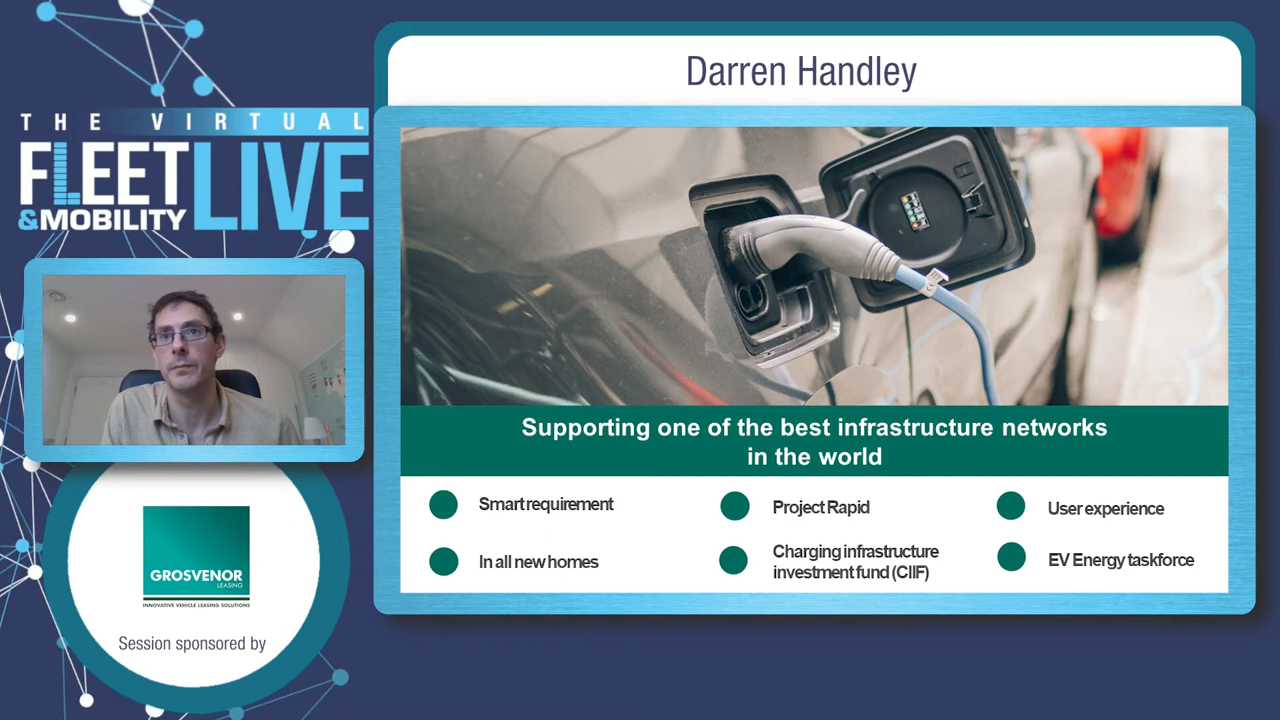 THE VIRTUAL
FLEET
&MOBILITY
LIVE
GROSVENOR
LEASING
INNOVATIVE VEHICLE LEASING SOLUTIONS
Session sponsored by
Darren Handley
Supporting one of the best infrastructure networks
in the world
Smart requirement
In all new homes
Project Rapid
Charging infrastructure
investment fund (CIIF)
User experience
EV Energy taskforce